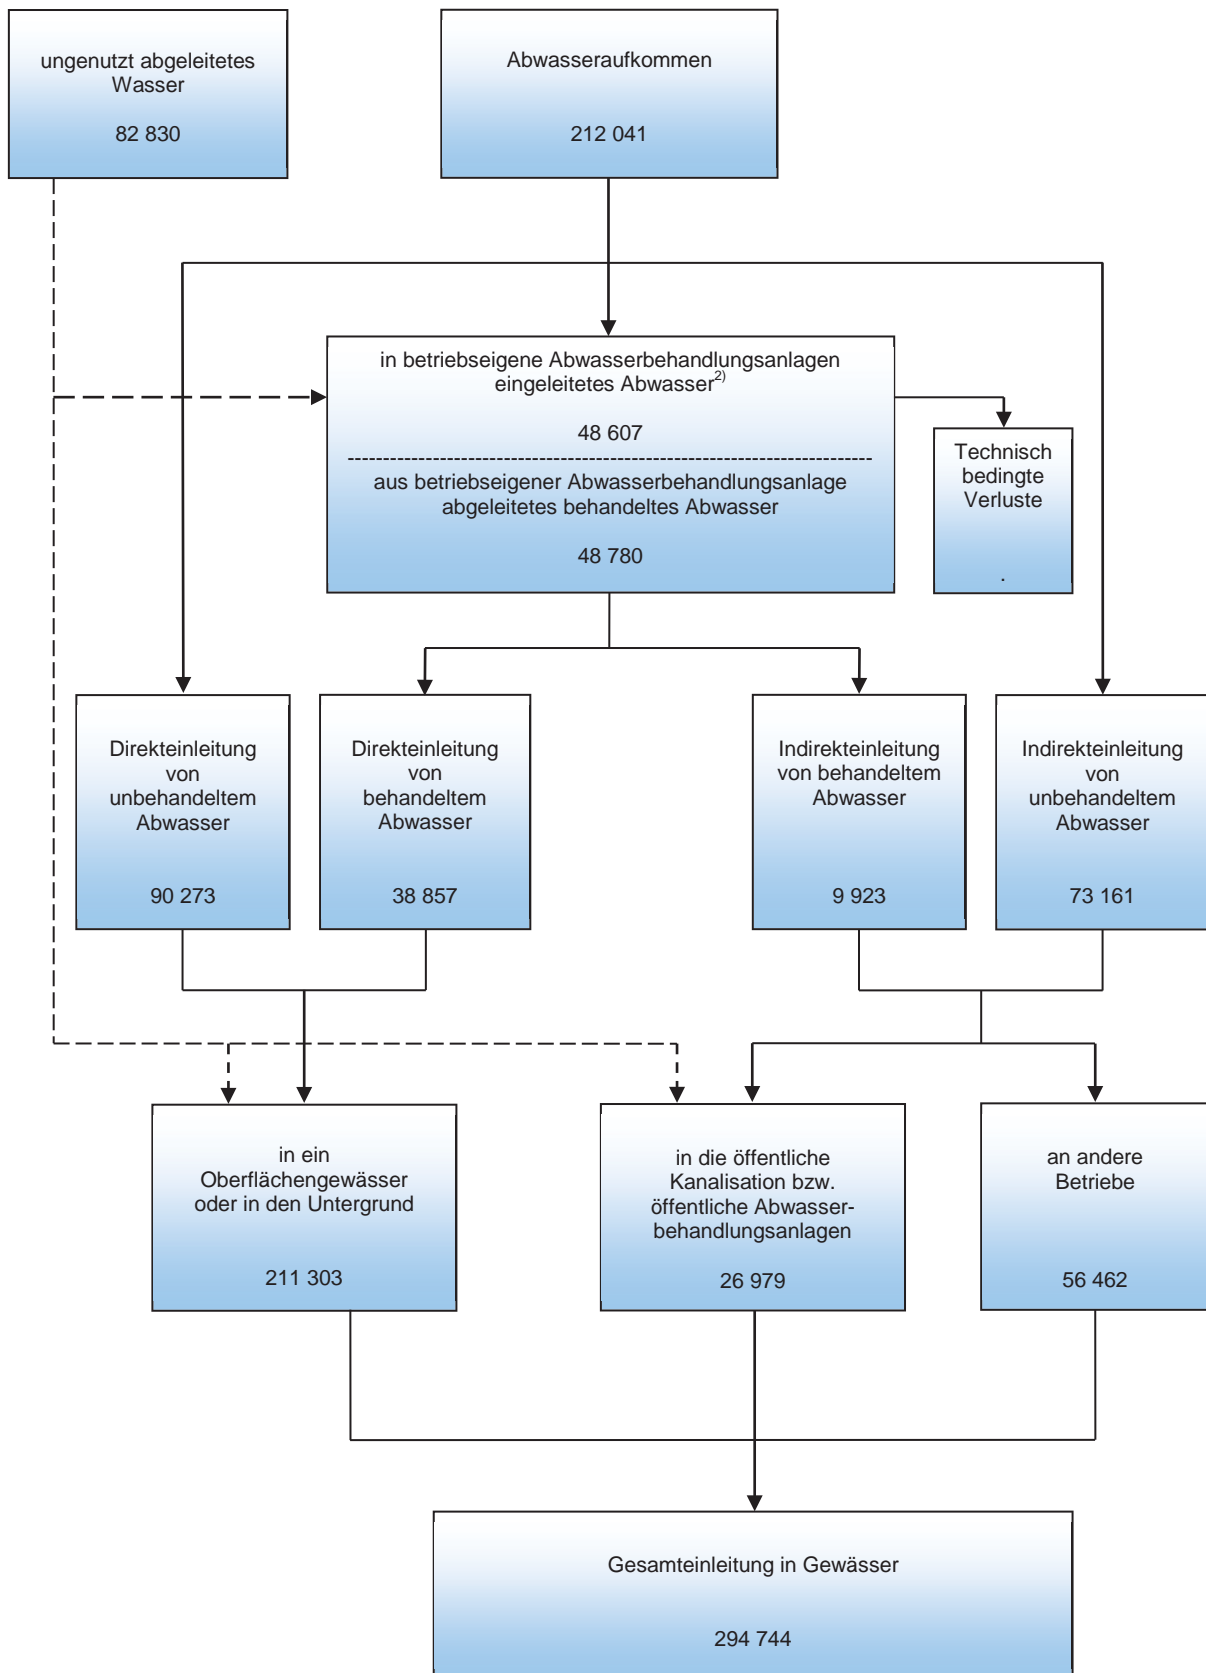 ungenutzt abgeleitetes
Wasser
82 830
Abwasseraufkommen
212 041
in betriebseigene Abwasserbehandlungsanlagen
eingeleitetes Abwasser2)
48 607
aus betriebseigener Abwasserbehandlungsanlage
abgeleitetes behandeltes Abwasser
48 780
Technisch
bedingte
Verluste
.
Direkteinleitung
von
unbehandeltem
Abwasser
90 273
Direkteinleitung
von
behandeltem
Abwasser
38 857
Indirekteinleitung
von behandeltem
Abwasser
9 923
Indirekteinleitung
von
unbehandeltem
Abwasser
73 161
in ein
Oberflächengewässer
oder in den Untergrund
211 303
in die öffentliche
Kanalisation bzw.
öffentliche Abwasser-
behandlungsanlagen
26 979
an andere
Betriebe
56 462
Gesamteinleitung in Gewässer
294 744